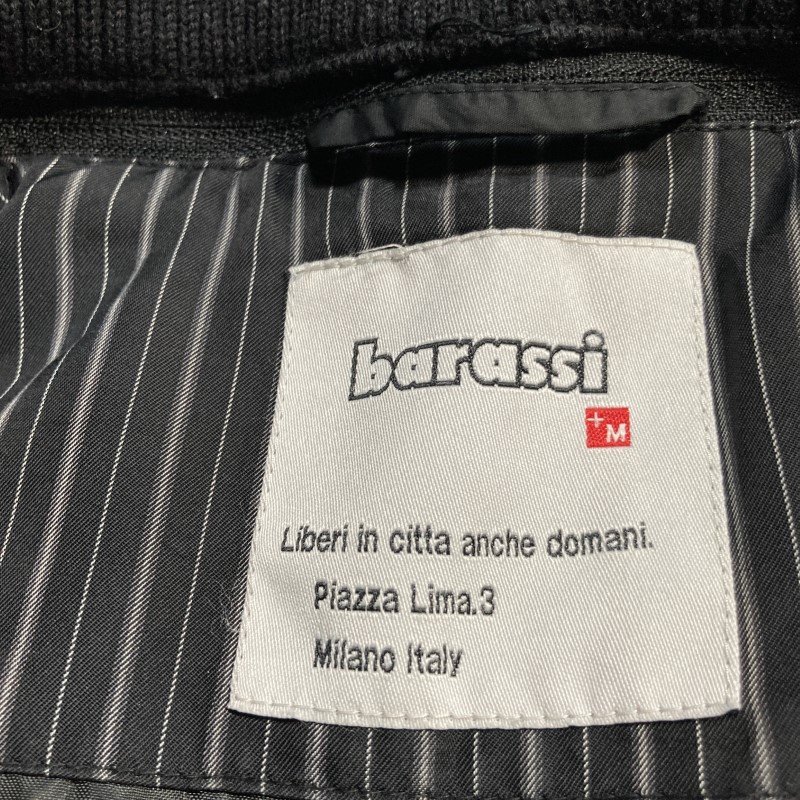 barassi
+M
Liberi in citta anche domani.
Piazza Lima.3
Milano Italy